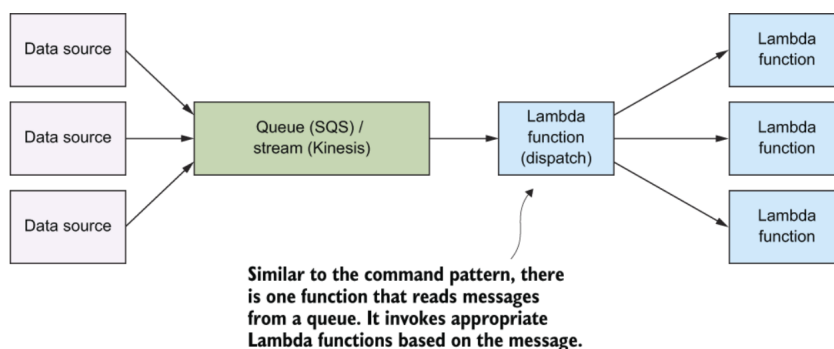 Data source
Data source
Data source
Queue (SQS) /
stream (Kinesis)
Lambda
function
(dispatch)
Lambda
function
Lambda
function
Lambda
function
Similar to the command pattern, there
is one function that reads messages
from a queue. It invokes appropriate
Lambda functions based on the message.